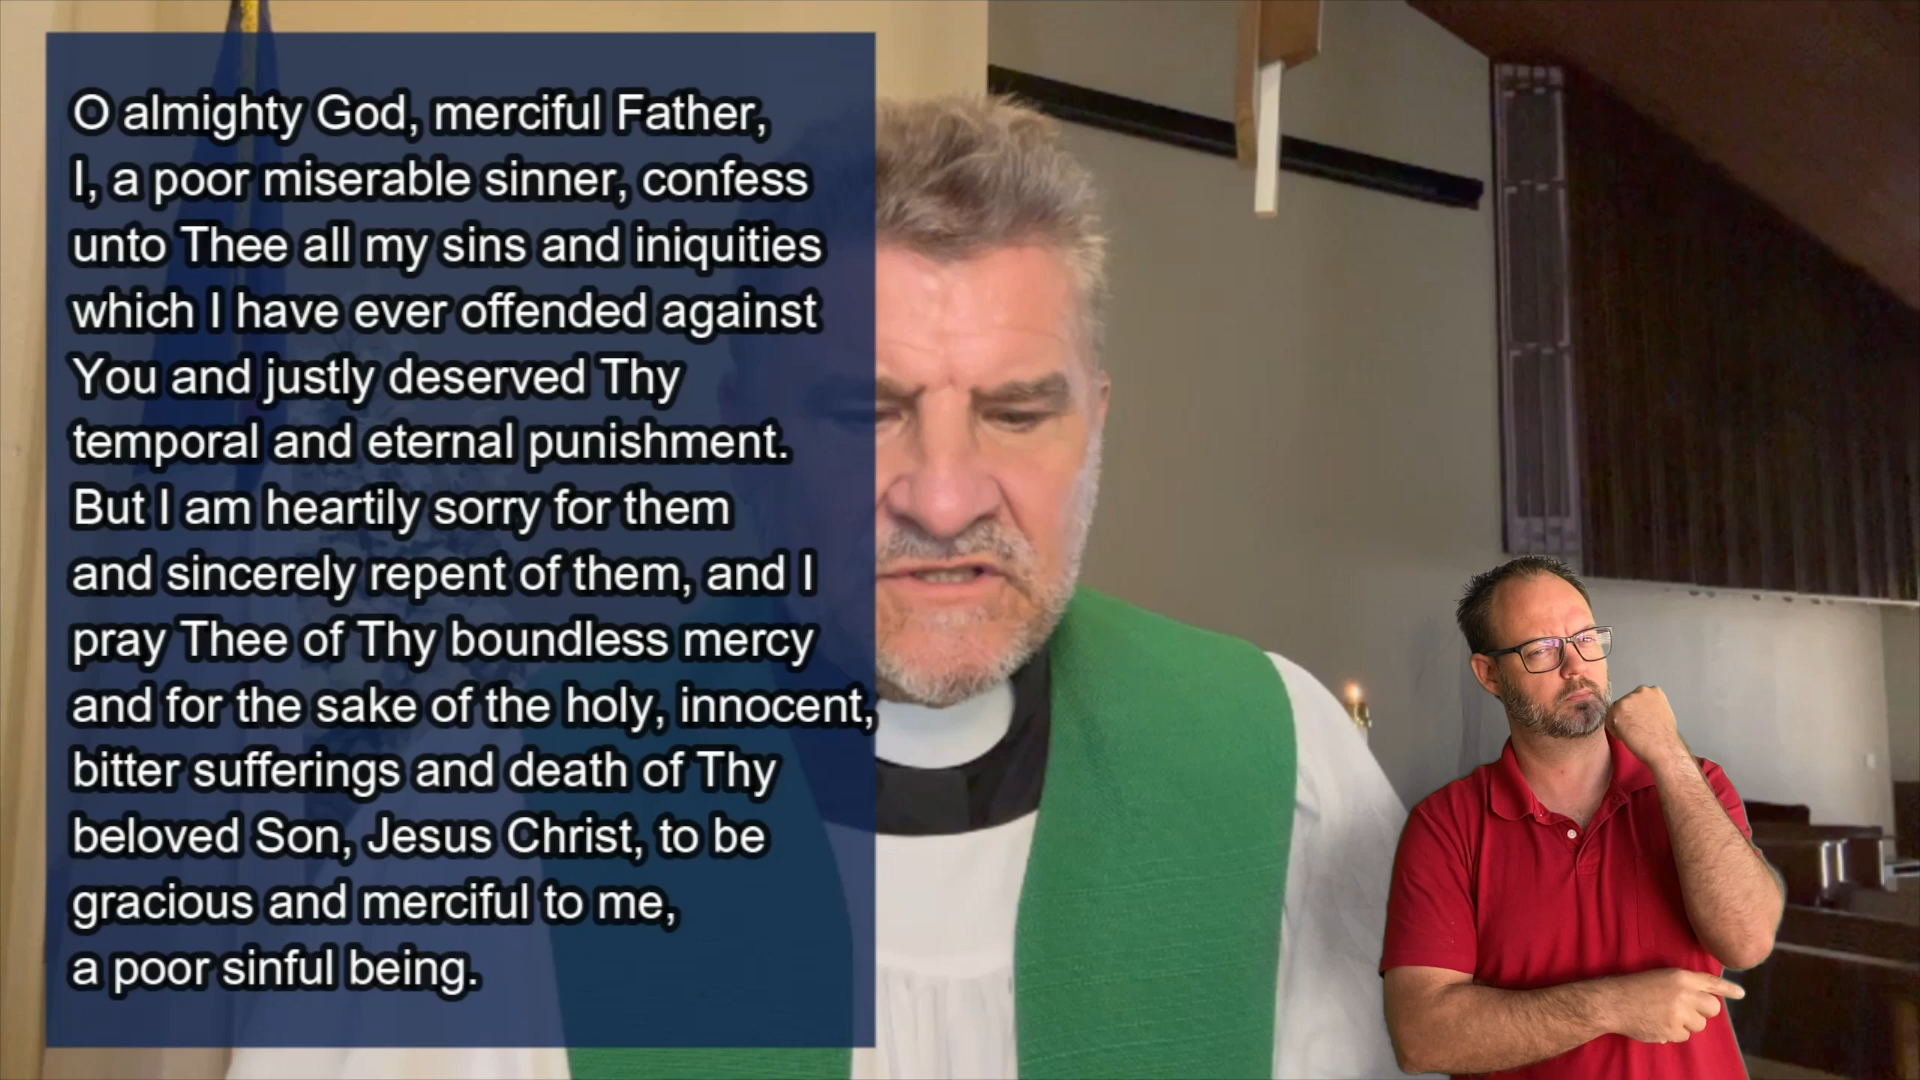 O almighty God, merciful Father,
I, a poor miserable sinner, confess
unto Thee all my sins and iniquities
which I have ever offended against
You and justly deserved Thy
temporal and eternal punishment.
But I am heartily sorry for them
and sincerely repent of them, and I
pray Thee of Thy boundless mercy
and for the sake of the holy, innocent,
bitter sufferings and death of Thy
beloved Son, Jesus Christ, to be
gracious and merciful to me,
a poor sinful being.